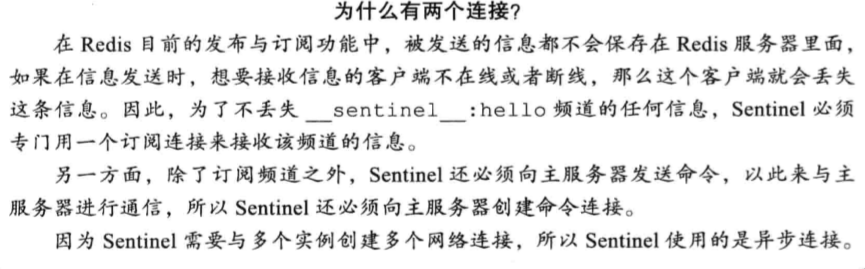 为什么有两个连接？
在 Redis 目前的发布与订阅功能中，被发送的信息都不会保存在 Redis 服务器里面，
如果在信息发送时，想要接收信息的客户端不在线或者断线，那么这个客户端就会丢失
这条信息。因此，为了不丢失 __sentinel__:hello 频道的任何信息，Sentinel 必须
专门用一个订阅连接来接收该频道的信息。
另一方面，除了订阅频道之外，Sentinel 还必须向主服务器发送命令，以此来与主
服务器进行通信，所以 Sentinel 还必须向主服务器创建命令连接。
因为 Sentinel 需要与多个实例创建多个网络连接，所以 Sentinel 使用的是异步连接。